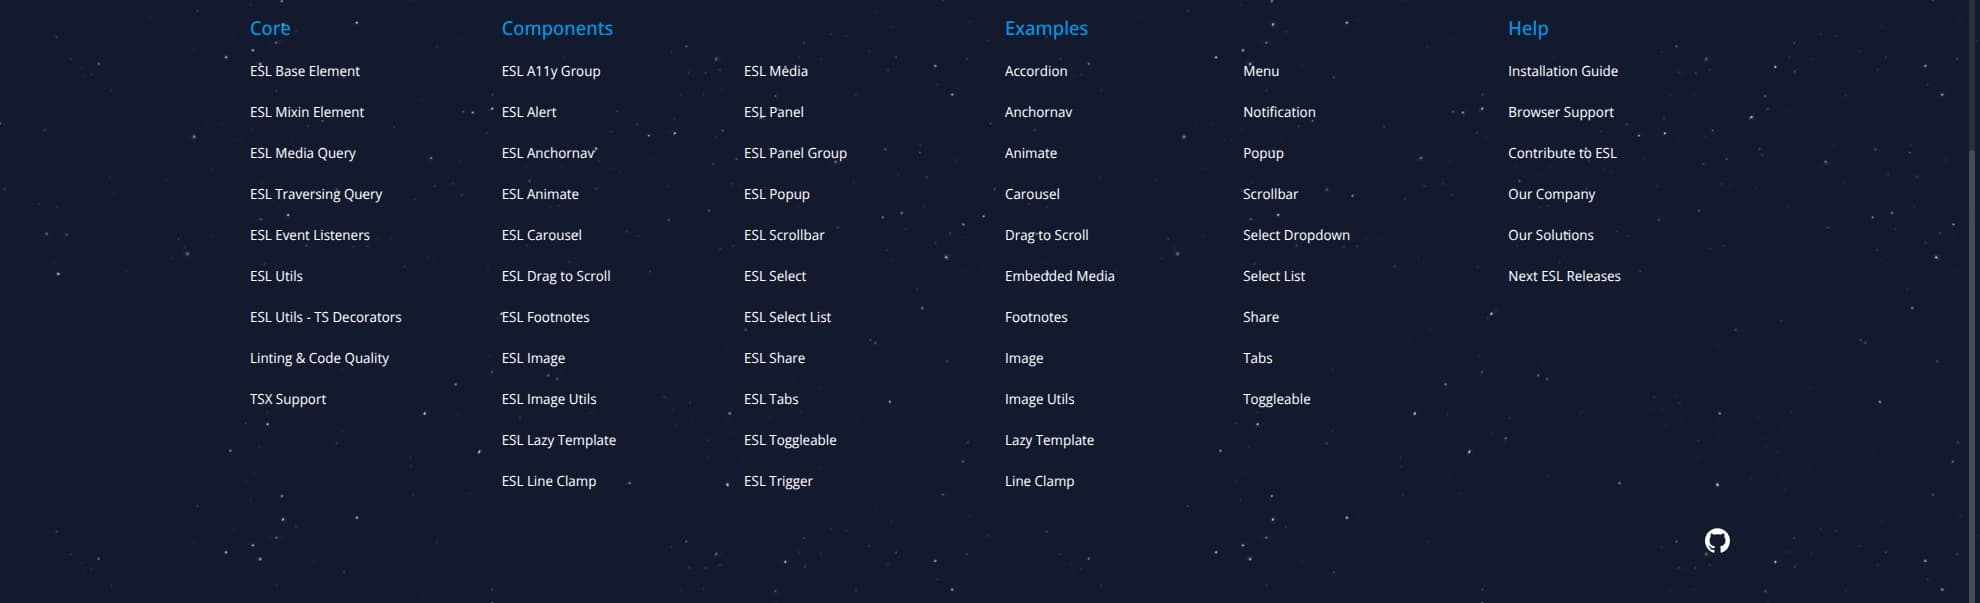 Core
ESL Base Element
ESL Mixin Element
ESL Media Query
ESL Traversing Query
ESL Event Listeners
ESL Utils
ESL Utils - TS Decorators
Linting & Code Quality
TSX Support
Components
ESL A11y Group
ESL Alert
ESL Anchornav
ESL Animate
ESL Carousel
ESL Drag to Scroll
ESL Footnotes
ESL Image
ESL Image Utils
ESL Lazy Template
ESL Line Clamp
ESL Media
ESL Panel
ESL Panel Group
ESL Popup
ESL Scrollbar
ESL Select
ESL Select List
ESL Share
ESL Tabs
ESL Toggleable
ESL Trigger
Examples
Accordion
Anchornav
Animate
Carousel
Drag to Scroll
Embedded Media
Footnotes
Image
Image Utils
Lazy Template
Line Clamp
Menu
Notification
Popup
Scrollbar
Select Dropdown
Select List
Share
Tabs
Toggleable
Help
Installation Guide
Browser Support
Contribute to ESL
Our Company
Our Solutions
Next ESL Releases